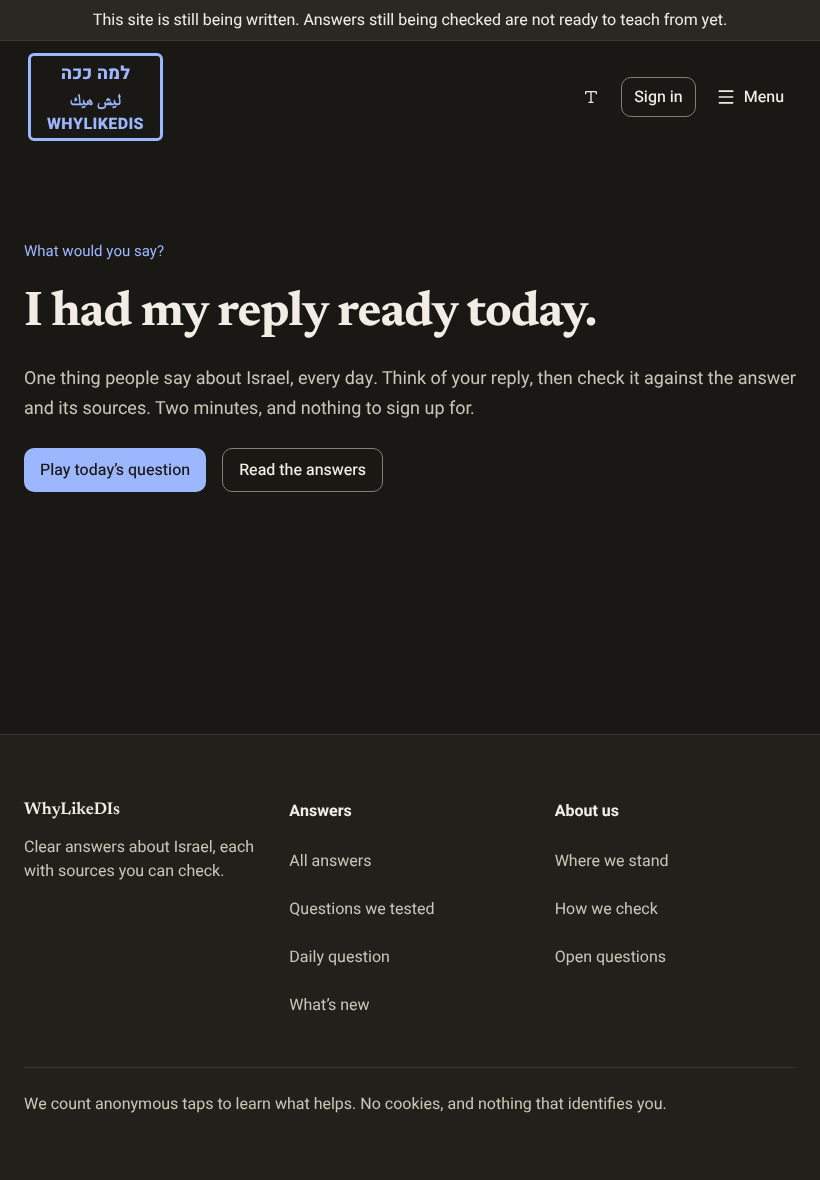 This site is still being written. Answers still being checked are not ready to teach from yet.
למה ככה
ليش هيك
WHYLIKEDIS
T
Sign in
Menu
What would you say?
I had my reply ready today.
One thing people say about Israel, every day. Think of your reply, then check it against the answer
and its sources. Two minutes, and nothing to sign up for.
Play today’s question
Read the answers
WhyLikeDIs
Clear answers about Israel, each
with sources you can check.
Answers
All answers
Questions we tested
Daily question
What’s new
About us
Where we stand
How we check
Open questions
We count anonymous taps to learn what helps. No cookies, and nothing that identifies you.